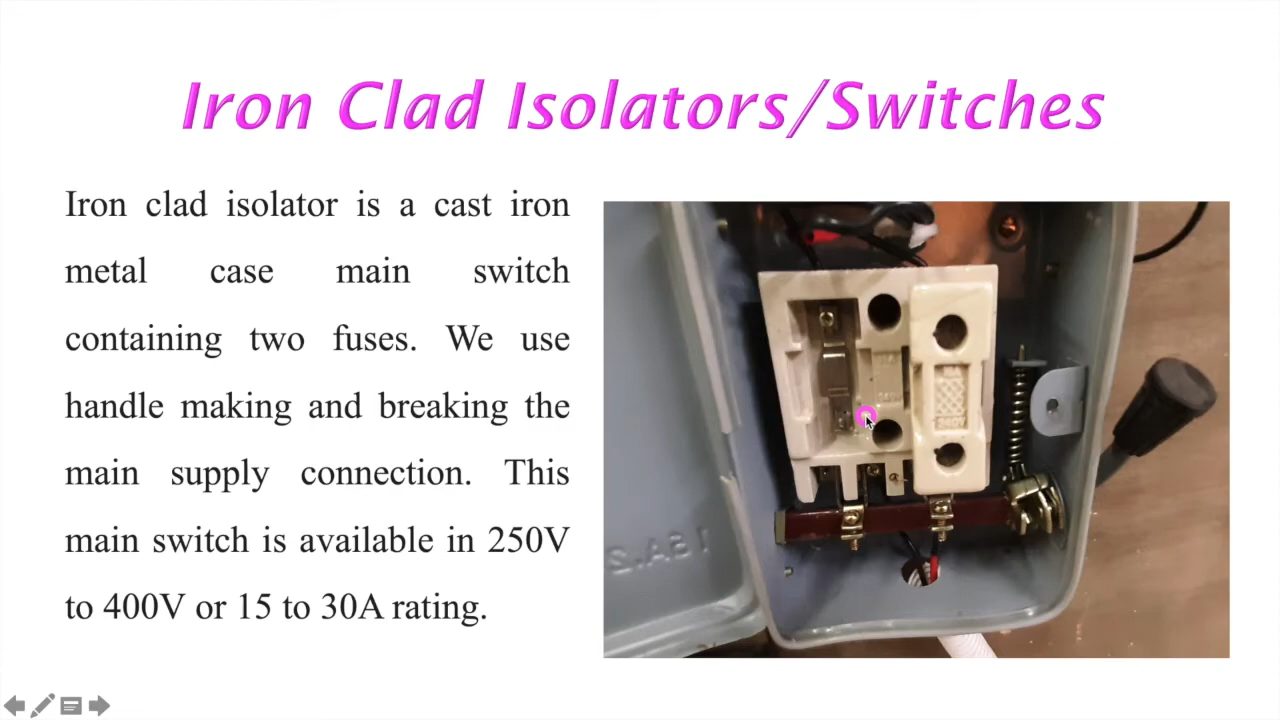 Iron Clad Isolators/Switches
Iron clad isolator is a cast iron
metal case main switch
containing two fuses. We use
handle making and breaking the
main supply connection. This
main switch is available in 250V
to 400V or 15 to 30A rating.
240V